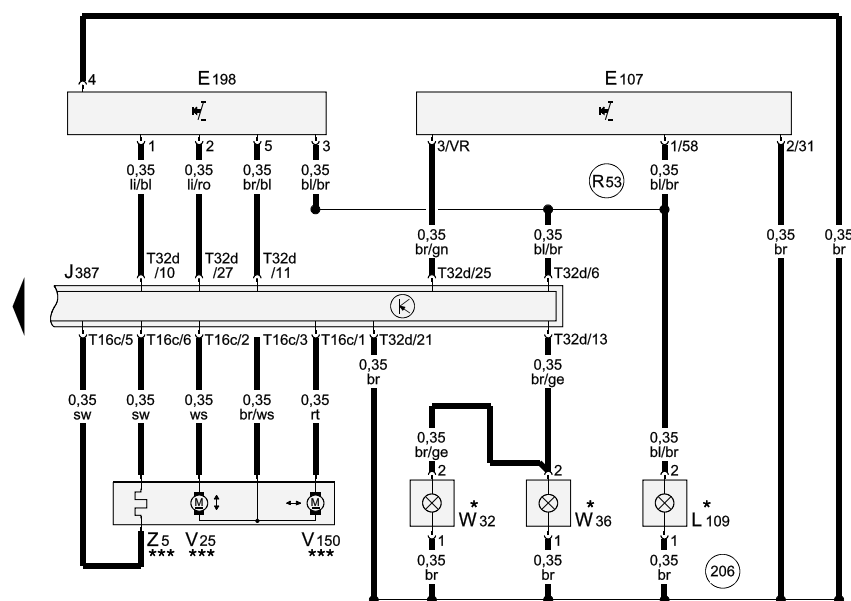 4
E198
E107
1
2
5
3
3/VR
1/58
2/31
0,35
li/bl
0,35
li/ro
0,35
br/bl
0,35
bl/br
R53
0,35
bl/br
0,35
br/gn
0,35
bl/br
0,35
br
0,35
br
J387
T32d
/10
T32d
/27
T32d
/11
T32d/25
T32d/6
T16c/5
T16c/6
T16c/2
T16c/3
T16c/1
T32d/21
T32d/13
0,35
br
0,35
br/ge
0,35
sw
0,35
sw
0,35
ws
0,35
br/ws
0,35
rt
0,35
br/ge
0,35
bl/br
2
2
2
M
M
*
W32
*
W36
*
L109
Z5
***
V25
***
V150
***
1
1
1
0,35
br
0,35
br
0,35
br
206